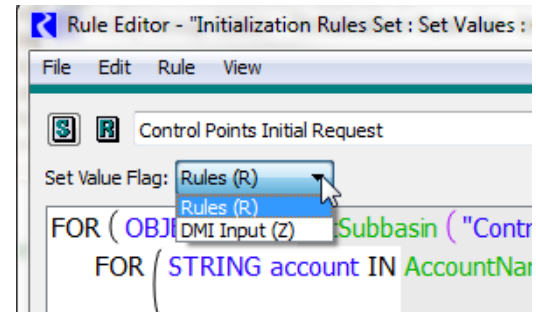 Rule Editor - "Initialization Rules Set : Set Values :
File Edit Rule View
S R Control Points Initial Request
Set Value Flag: Rules (R)
Rules (R)
DMI Input (Z)
FOR ( OBJE Subbasin ( "Contr
FOR ( STRING account IN AccountNar